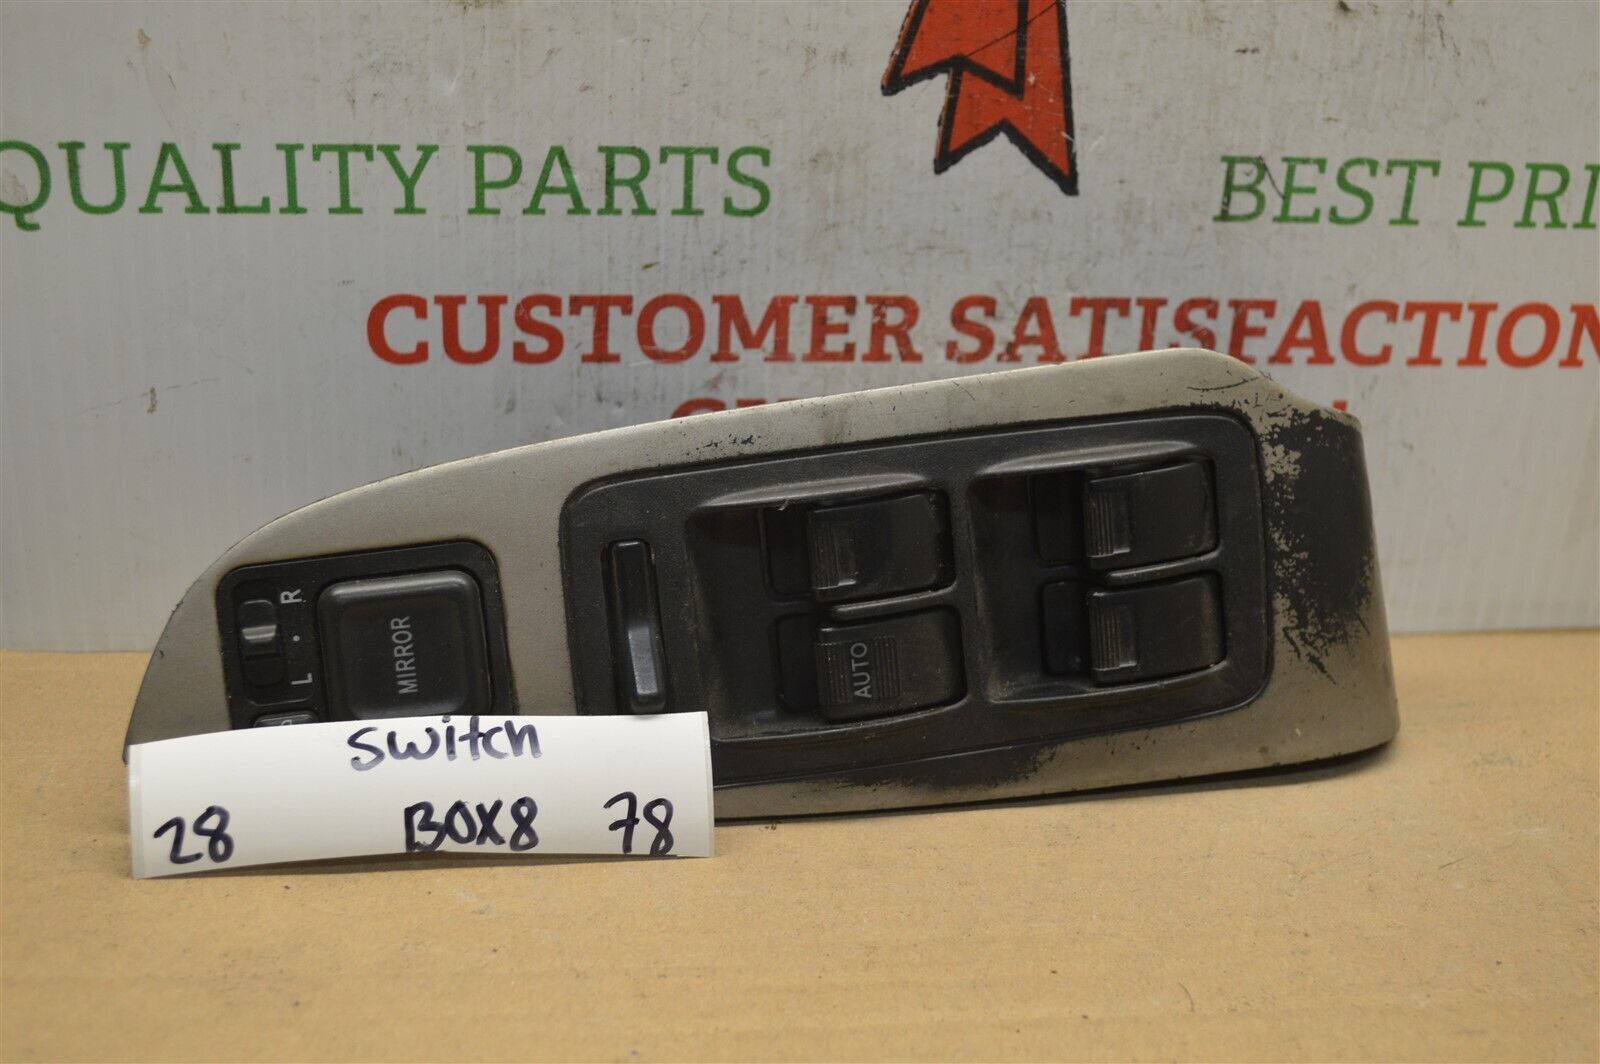 QUALITY PARTS
BEST PRI
CUSTOMER SATISFACTION
R
L
MIRROR
AUTO
Switch
28 BOX8 78